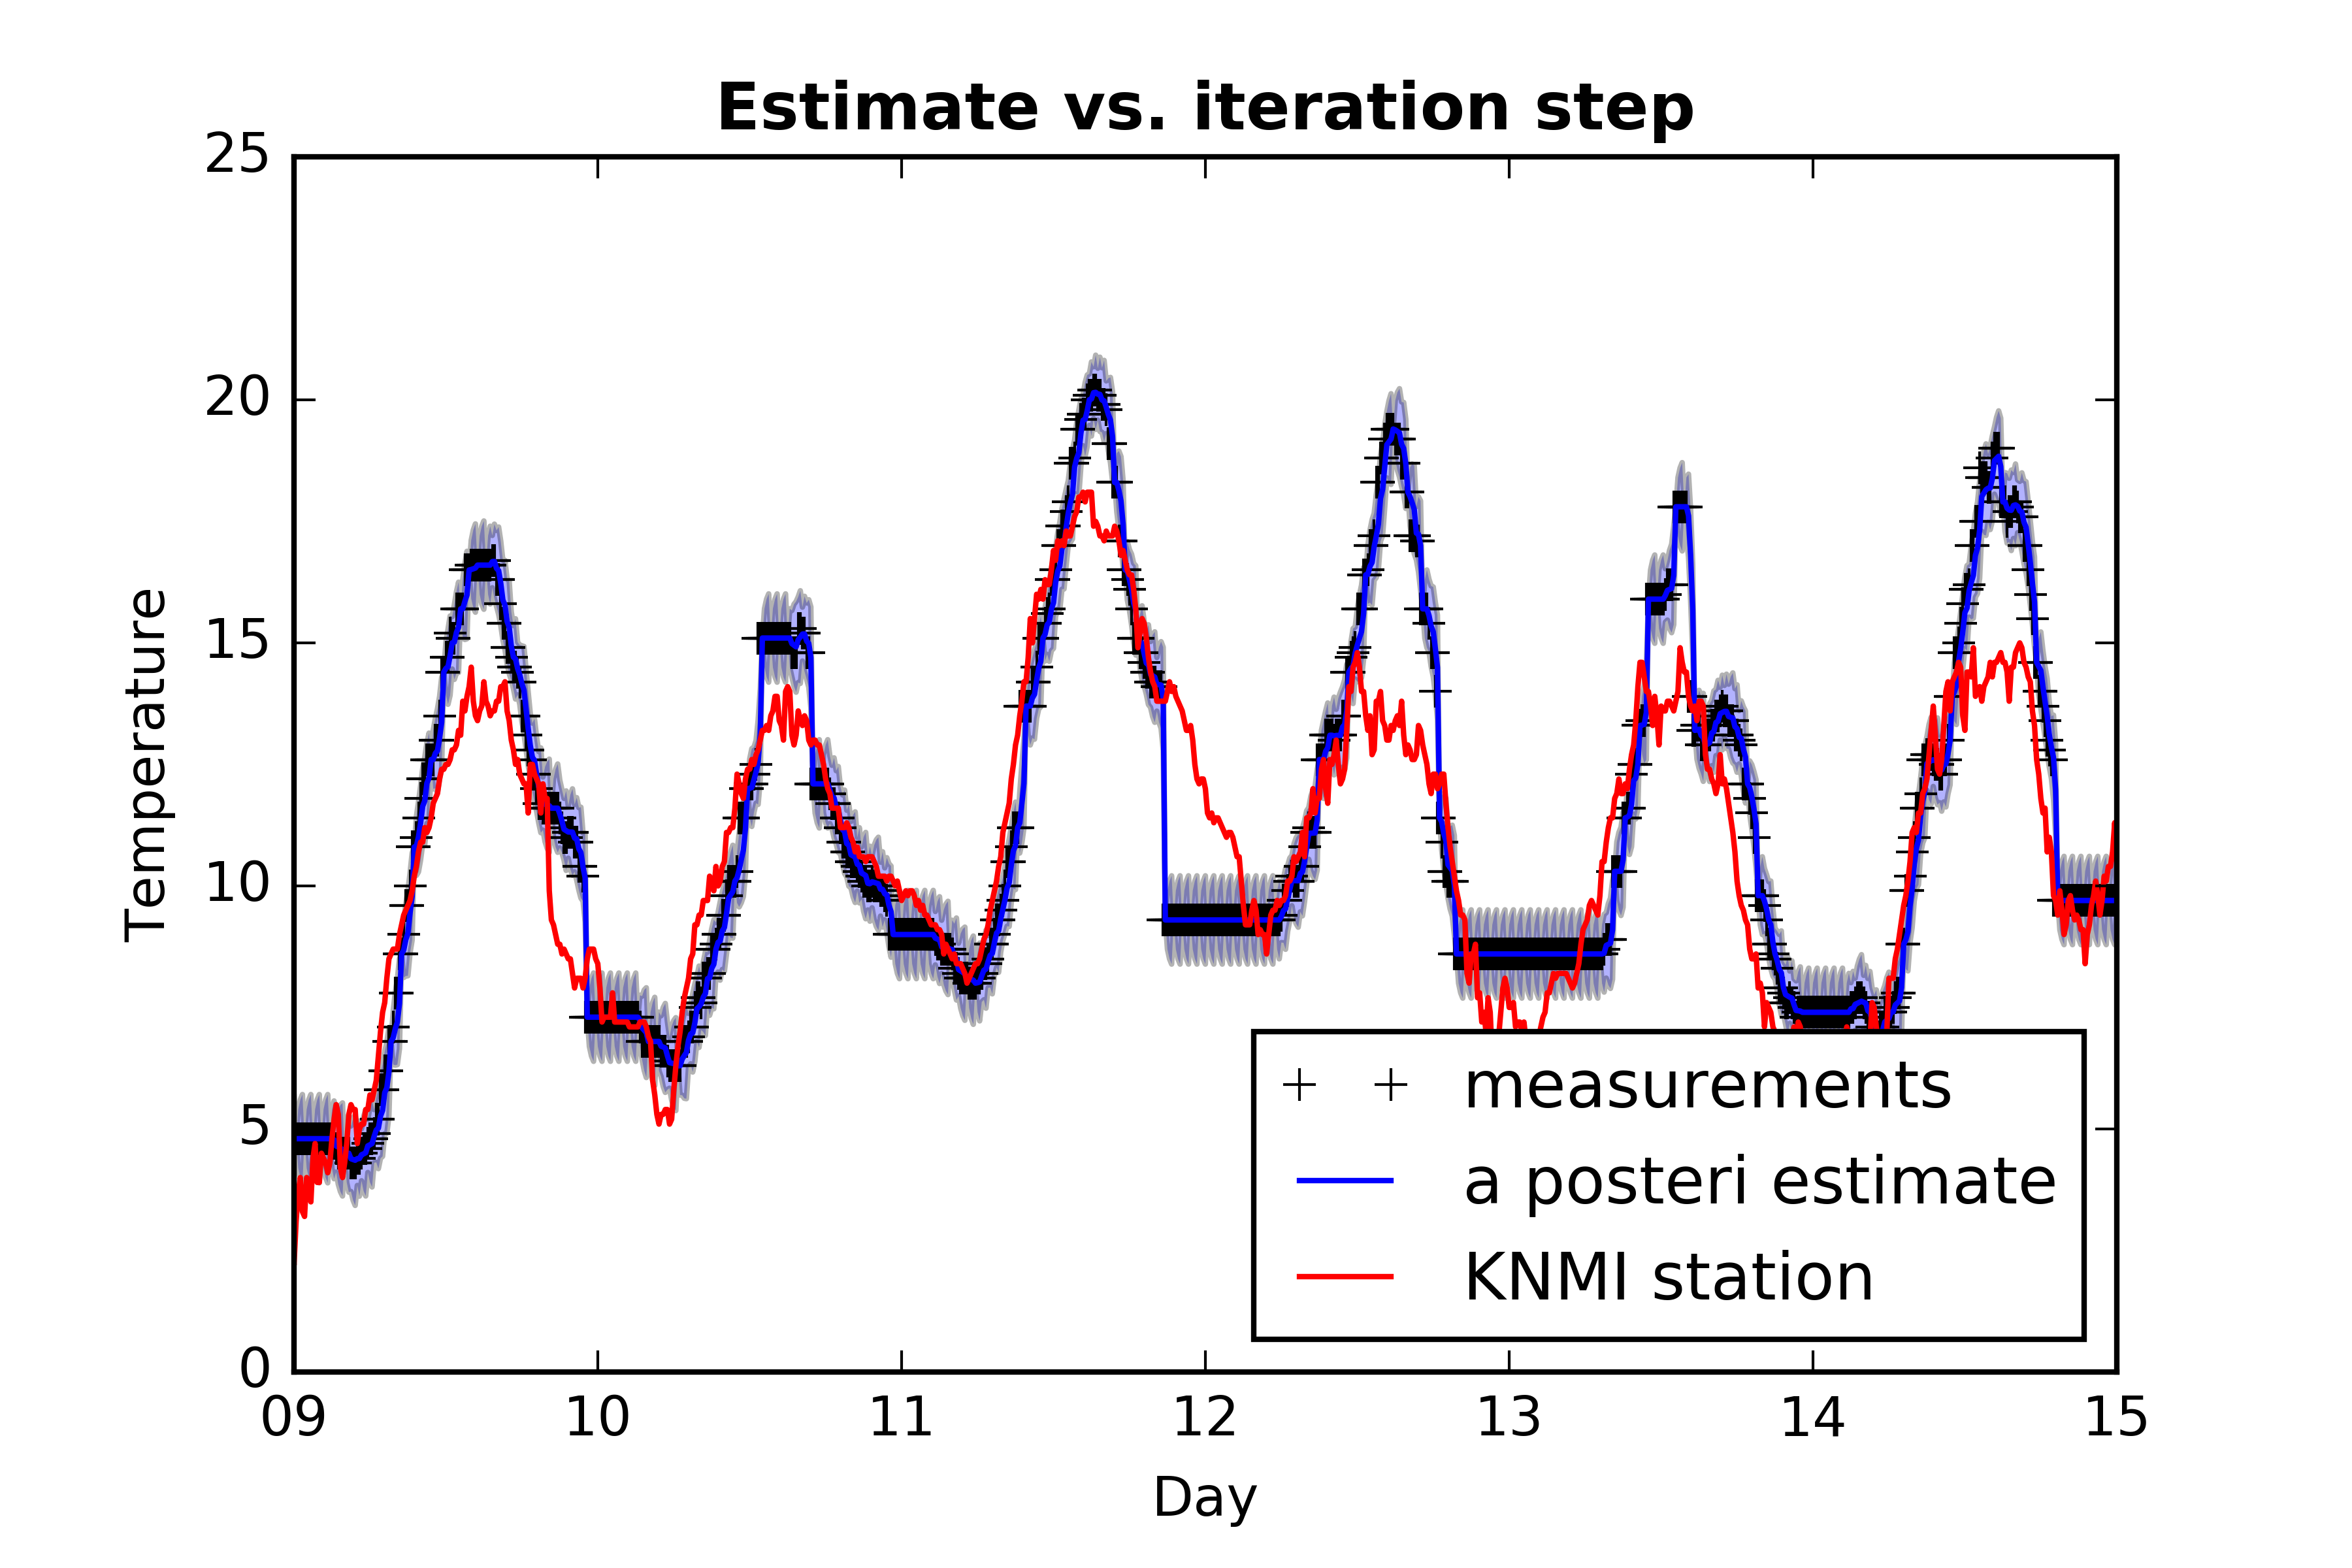 Estimate vs. iteration step
25
20
15
10
5
0
Temperature
09 10 11 12 13 14 15
Day
measurements
a posteri estimate
KNMI station